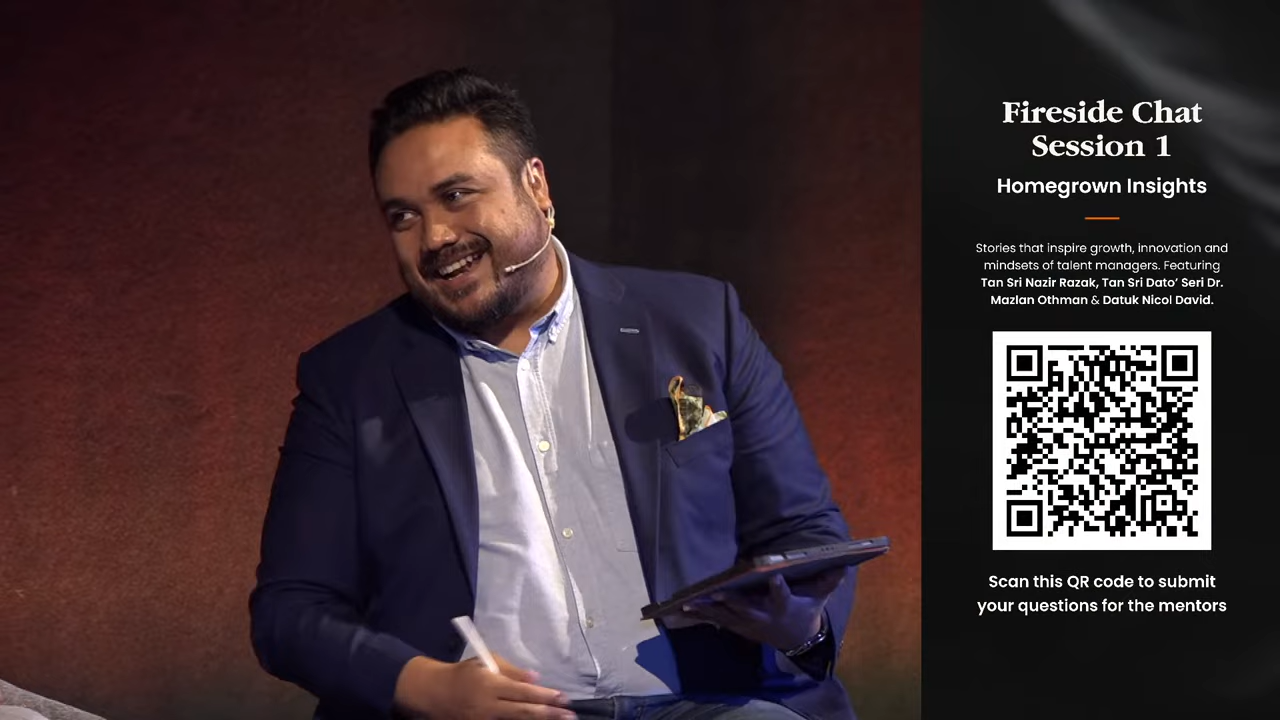 Fireside Chat
Session 1
Homegrown Insights
Stories that inspire growth, innovation and
mindsets of talent managers. Featuring
Tan Sri Nazir Razak, Tan Sri Dato' Seri Dr.
Mazlan Othman & Datuk Nicol David.
Scan this QR code to submit
your questions for the mentors